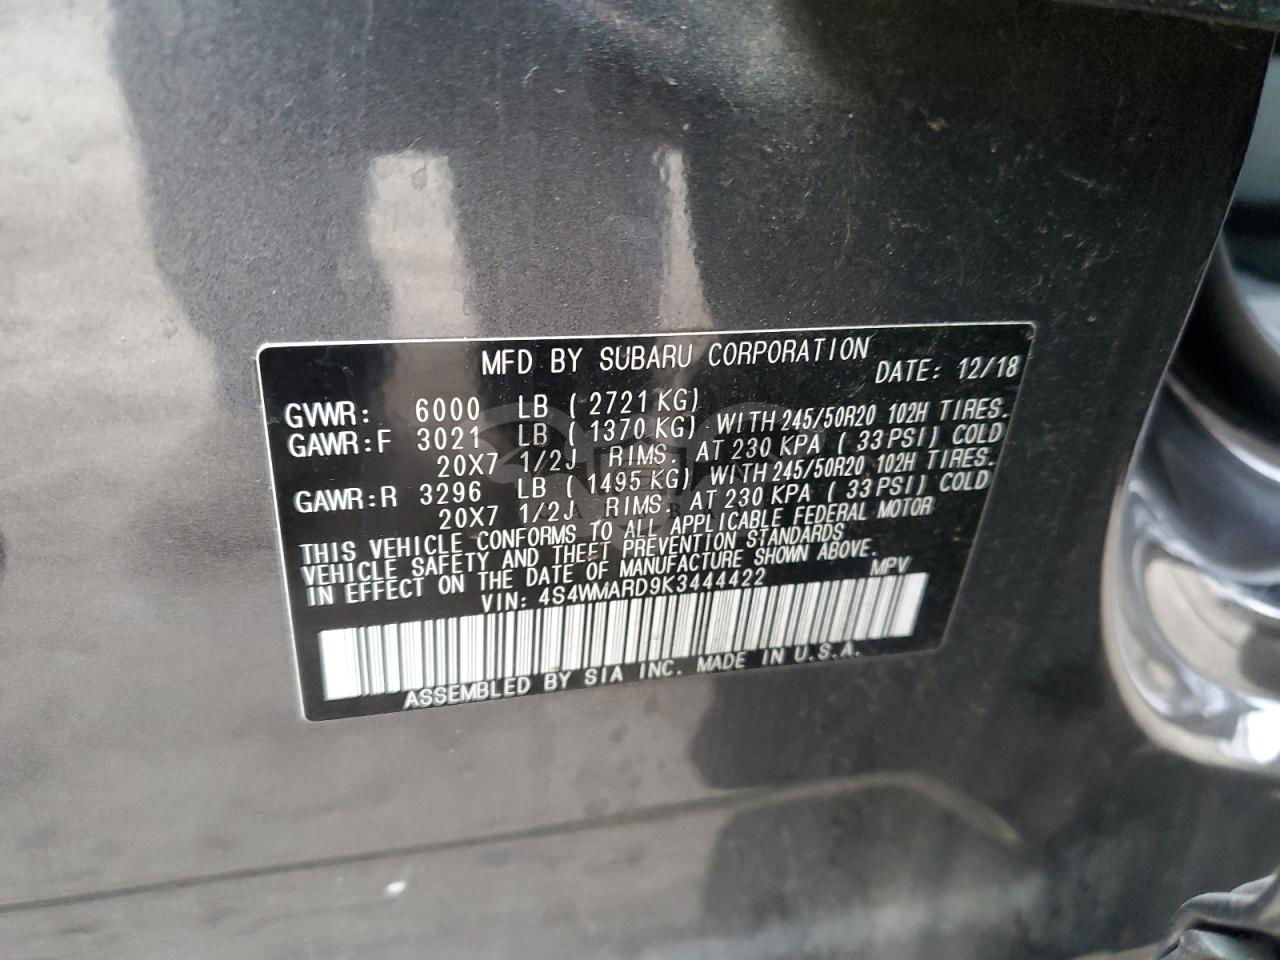 MFD BY SUBARU CORPORATION
DATE: 12/18
GVWR: 6000 LB ( 2721 KG)
GAWR:F 3021 LB ( 1370 KG) WITH 245/50R20 102H TIRES.
20X7 1/2J RIMS. AT 230 KPA ( 33 PSI) COLD
GAWR:R 3296 LB ( 1495 KG) WITH 245/50R20 102H TIRES.
20X7 1/2J RIMS. AT 230 KPA ( 33 PSI) COLD
THIS VEHICLE CONFORMS TO ALL APPLICABLE FEDERAL MOTOR
VEHICLE SAFETY AND THEFT PREVENTION STANDARDS
IN EFFECT ON THE DATE OF MANUFACTURE SHOWN ABOVE.
VIN: 4S4WMARD9K3444422 MPV
ASSEMBLED BY SIA INC. MADE IN U.S.A.